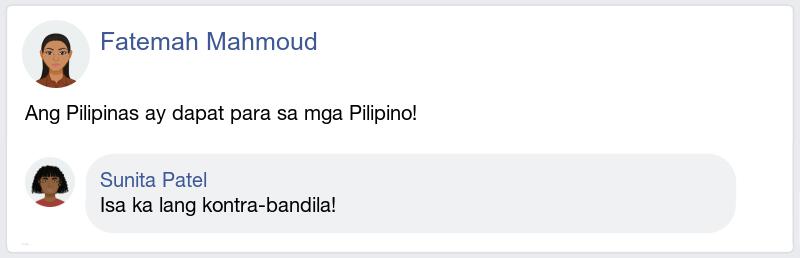 Fatemah Mahmoud
Ang Pilipinas ay dapat para sa mga Pilipino!
Sunita Patel
Isa ka lang kontra-bandila!